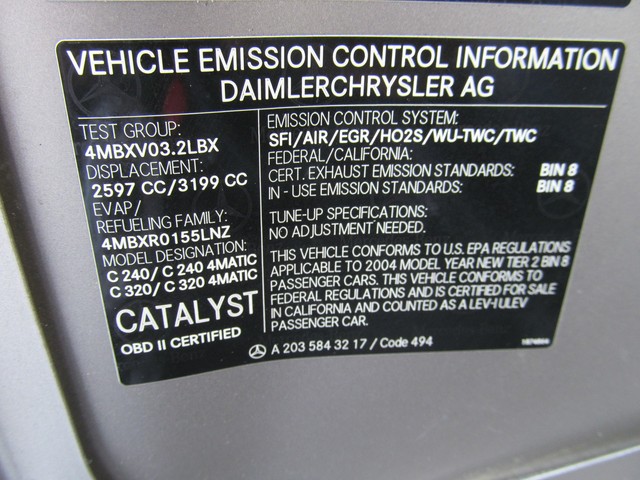 VEHICLE EMISSION CONTROL INFORMATION
DAIMLERCHRYSLER AG
TEST GROUP:
4MBXV03.2LBX
DISPLACEMENT:
2597 CC/3199 CC
EVAP/
REFUELING FAMILY:
4MBXR0155LNZ
MODEL DESIGNATION:
C 240/ C 240 4MATIC
C 320/ C 320 4MATIC
CATALYST
OBD II CERTIFIED
EMISSION CONTROL SYSTEM:
SFI/AIR/EGR/HO2S/WU-TWC/TWC
FEDERAL/CALIFORNIA:
CERT. EXHAUST EMISSION STANDARDS: BIN 8
IN - USE EMISSION STANDARDS: BIN 8
TUNE-UP SPECIFICATIONS:
NO ADJUSTMENT NEEDED.
THIS VEHICLE CONFORMS TO U.S. EPA REGULATIONS
APPLICABLE TO 2004 MODEL YEAR NEW TIER 2 BIN 8
PASSENGER CARS. THIS VEHICLE CONFORMS TO
FEDERAL REGULATIONS AND IS CERTIFIED FOR SALE
IN CALIFORNIA AND COUNTED AS A LEV-I ULEV
PASSENGER CAR.
A 203 584 32 17 / Code 494